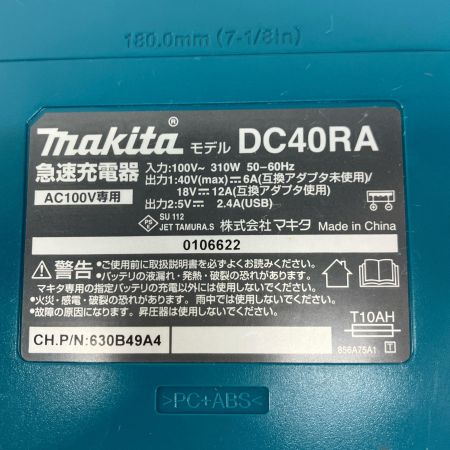 180.0mm (7-1/8in)
makita モデル DC40RA
急速充電器
AC100V専用
入力:100V~ 310W 50-60Hz
出力1:40V(max)⎓6A(互換アダプタ未使用)/
18V⎓12A(互換アダプタ使用)
出力2:5V⎓ 2.4A(USB)
PSE SU 112
JET TAMURA.S
株式会社マキタ Made in China
0106622
⚠警告 •ご使用前に取扱説明書を必ずよくお読みください。
•バッテリの液漏れ・発熱・破裂の恐れがあります。
マキタ専用の指定バッテリの充電以外には使用しないでください。
•火災・感電・破裂の恐れあり。雨中では使用しないでください。
•故障の原因になります。昇圧器は使用しないでください。
T10AH
CH.P/N:630B49A4
856A75A1 T
>PC+ABS<